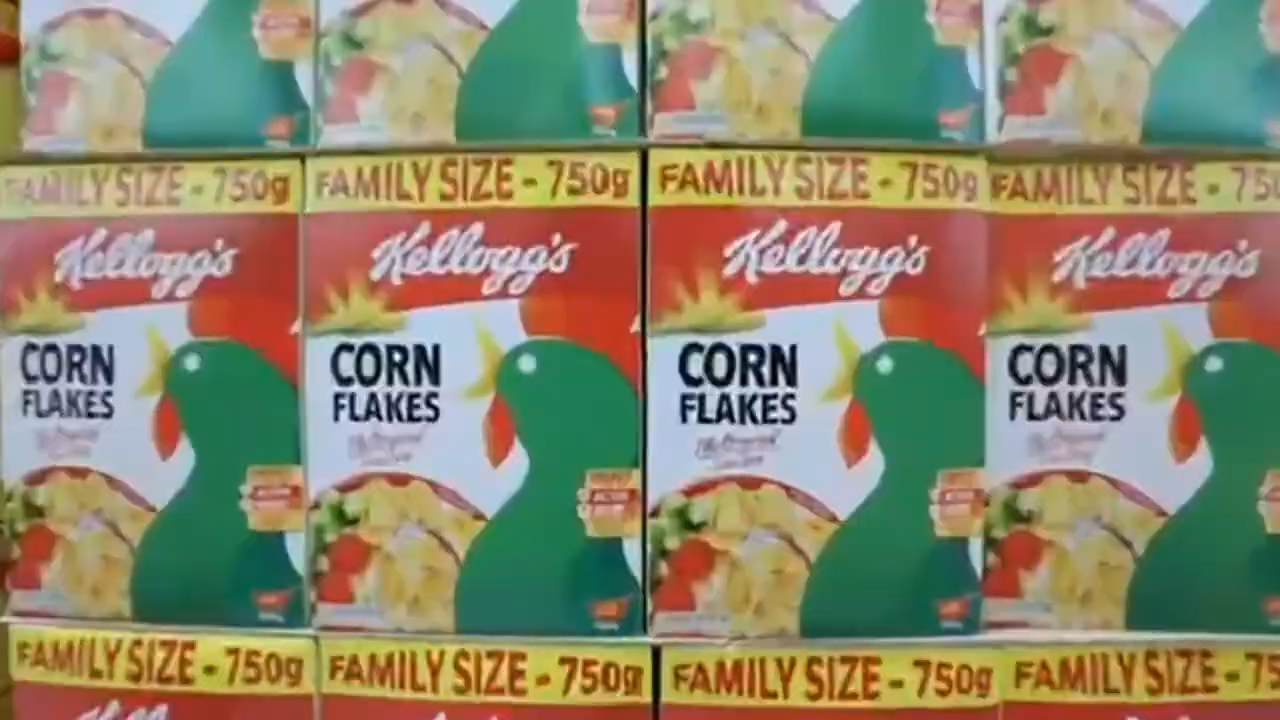 FAMILY SIZE - 750g FAMILY SIZE - 750g FAMILY SIZE - 750g FAMILY SIZE - 750g
Kellogg's Kellogg's Kellogg's Kellogg's
CORN CORN CORN CORN
FLAKES FLAKES FLAKES FLAKES
FAMILY SIZE - 750g FAMILY SIZE - 750g FAMILY SIZE - 750g FAMILY SIZE - 75